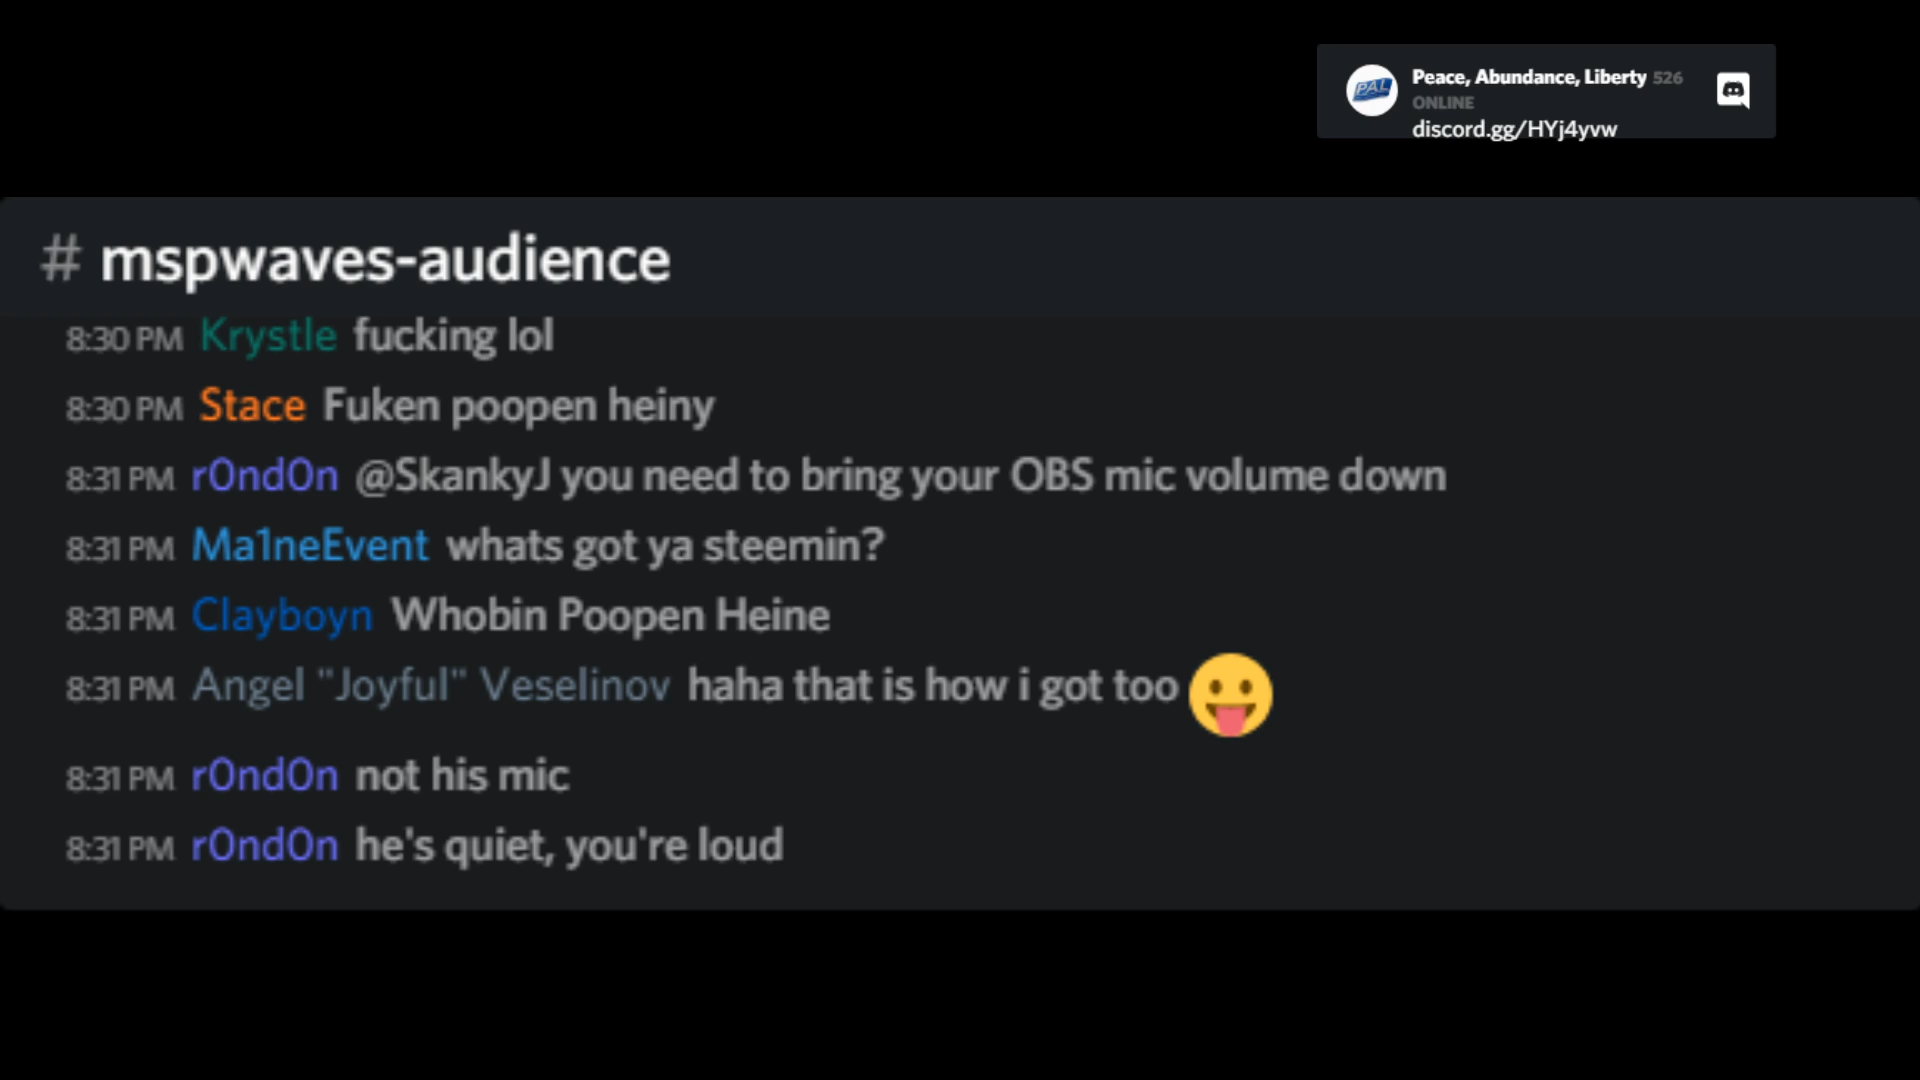 PAL
Peace, Abundance, Liberty 526
ONLINE
discord.gg/HYj4yvw
# mspwaves-audience
8:30 PM Krystle fucking lol
8:30 PM Stace Fuken poopen heiny
8:31 PM r0nd0n @SkankyJ you need to bring your OBS mic volume down
8:31 PM Ma1neEvent whats got ya steemin?
8:31 PM Clayboyn Whobin Poopen Heine
8:31 PM Angel "Joyful" Veselinov haha that is how i got too 😛
8:31 PM r0nd0n not his mic
8:31 PM r0nd0n he's quiet, you're loud